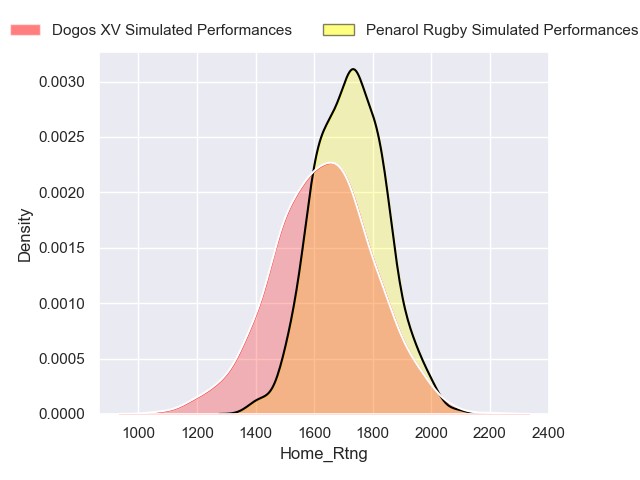 Dogos XV Simulated Performances Penarol Rugby Simulated Performances
0.0030
0.0025
0.0020
0.0015
0.0010
0.0005
0.0000
Density
1000 1200 1400 1600 1800 2000 2200 2400
Home_Rtng